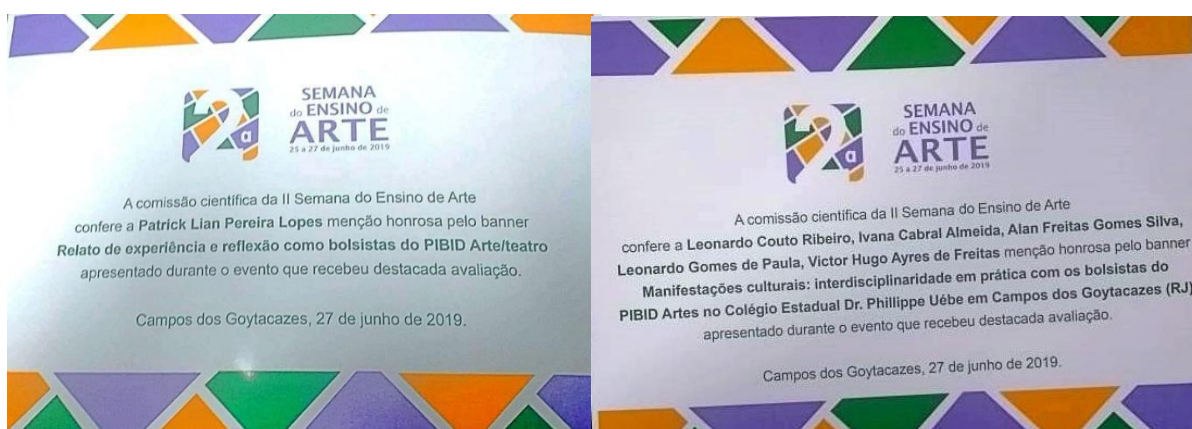 2ª
SEMANA
do ENSINO de
ARTE
25 a 27 de junho de 2019
A comissão científica da II Semana do Ensino de Arte
confere a Patrick Lian Pereira Lopes menção honrosa pelo banner
Relato de experiência e reflexão como bolsistas do PIBID Arte/teatro
apresentado durante o evento que recebeu destacada avaliação.
Campos dos Goytacazes, 27 de junho de 2019.
2ª
SEMANA
do ENSINO de
ARTE
25 a 27 de junho de 2019
A comissão científica da II Semana do Ensino de Arte
confere a Leonardo Couto Ribeiro, Ivana Cabral Almeida, Alan Freitas Gomes Silva,
Leonardo Gomes de Paula, Victor Hugo Ayres de Freitas menção honrosa pelo banner
Manifestações culturais: interdisciplinaridade em prática com os bolsistas do
PIBID Artes no Colégio Estadual Dr. Phillippe Uébe em Campos dos Goytacazes (RJ)
apresentado durante o evento que recebeu destacada avaliação.
Campos dos Goytacazes, 27 de junho de 2019.